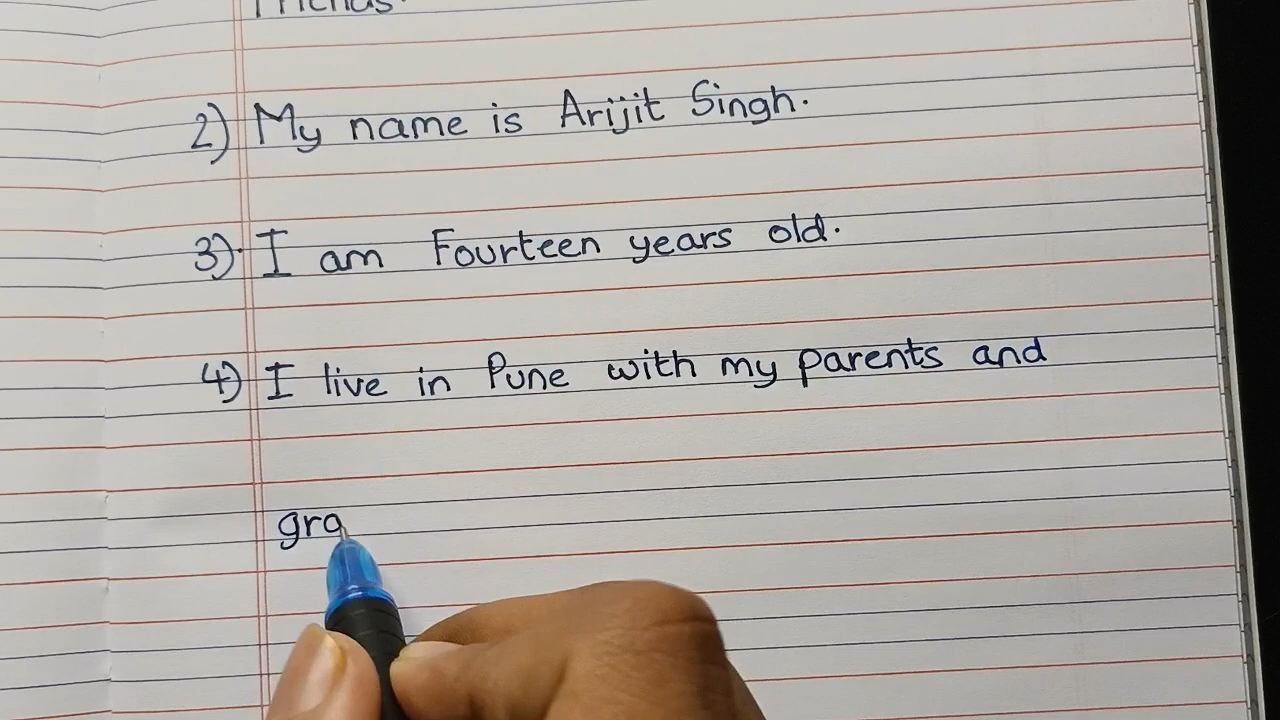 Friends.
2) My name is Arijit Singh.
3). I am Fourteen years old.
4) I live in Pune with my parents and
gra